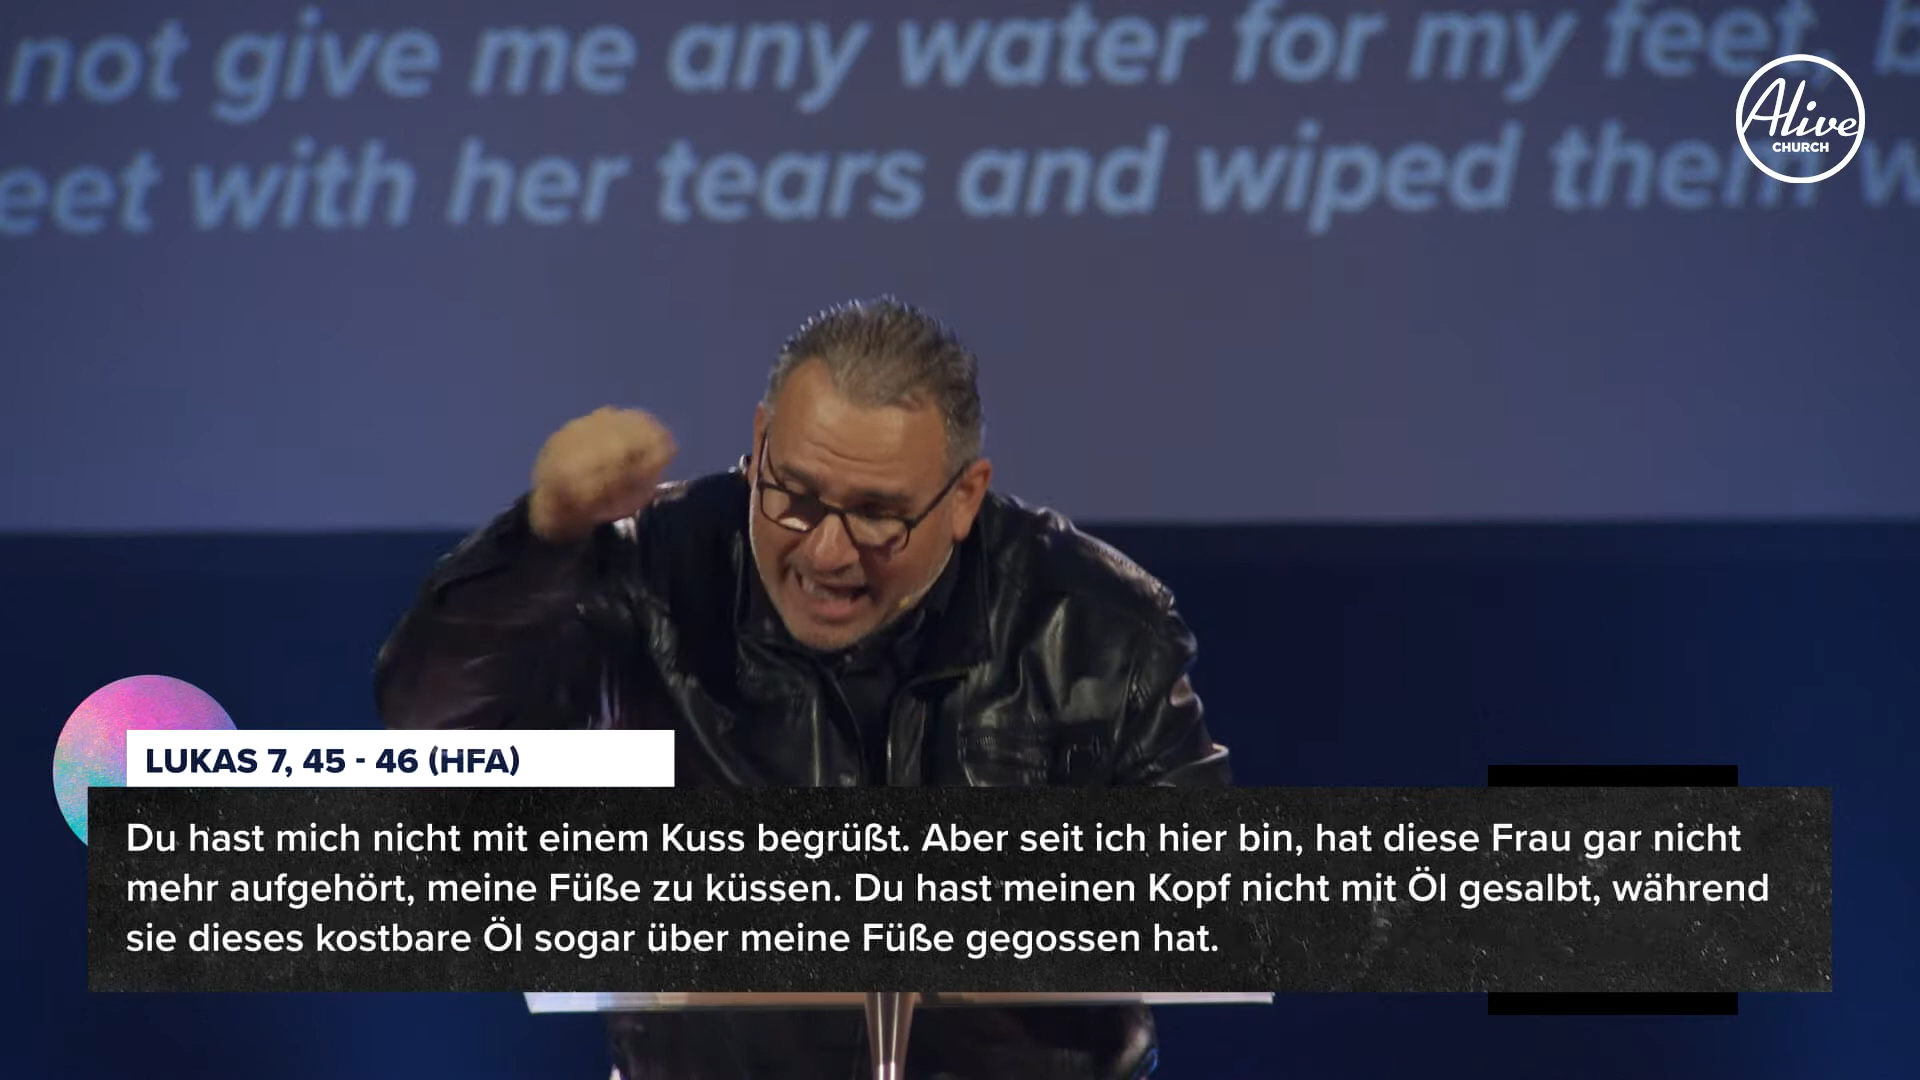 not give me any water for my feet, b
eet with her tears and wiped them w
Alive
CHURCH
LUKAS 7, 45 - 46 (HFA)
Du hast mich nicht mit einem Kuss begrüßt. Aber seit ich hier bin, hat diese Frau gar nicht
mehr aufgehört, meine Füße zu küssen. Du hast meinen Kopf nicht mit Öl gesalbt, während
sie dieses kostbare Öl sogar über meine Füße gegossen hat.